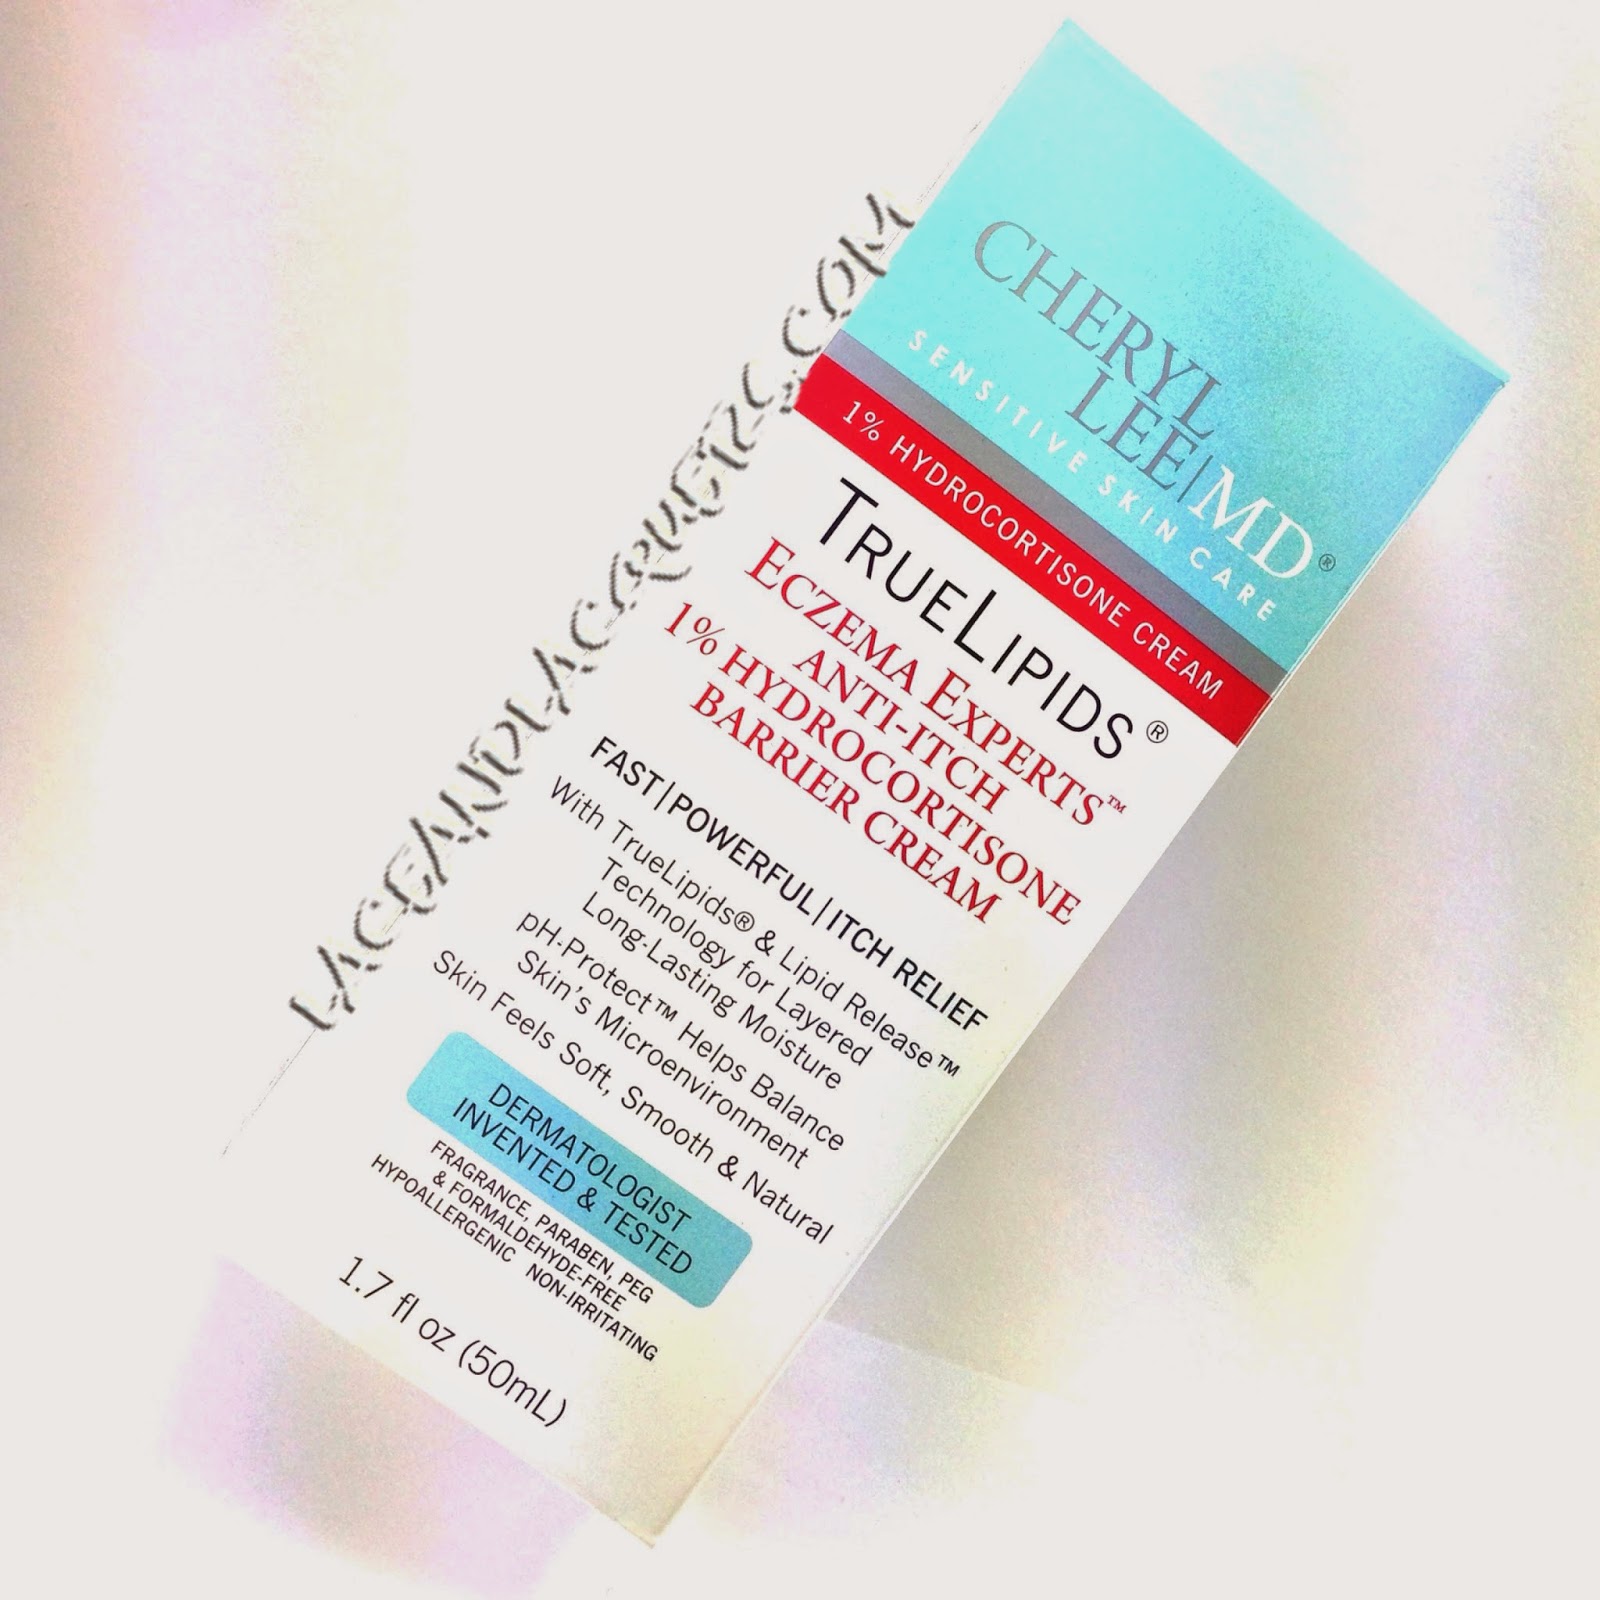 CHERYL
LEE|MD®
SENSITIVE SKIN CARE
1% HYDROCORTISONE CREAM
TRUELIPIDS®
ECZEMA EXPERTS™
ANTI-ITCH
1% HYDROCORTISONE
BARRIER CREAM
FAST|POWERFUL|ITCH RELIEF
With TrueLipids® & Lipid Release™
Technology for Layered
Long-Lasting Moisture
pH-Protect™ Helps Balance
Skin's Microenvironment
Skin Feels Soft, Smooth & Natural
DERMATOLOGIST
INVENTED & TESTED
FRAGRANCE, PARABEN, PEG
& FORMALDEHYDE-FREE
HYPOALLERGENIC NON-IRRITATING
1.7 fl oz (50mL)